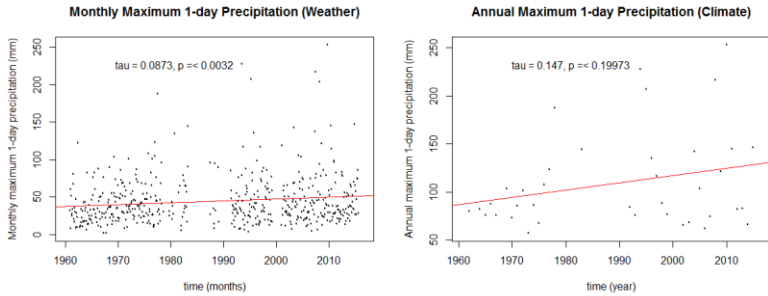 Monthly Maximum 1-day Precipitation (Weather)
tau = 0.0873, p =< 0.0032
Monthly maximum 1-day precipitation (mm)
250
200
150
100
50
0
1960 1970 1980 1990 2000 2010
time (months)
Annual Maximum 1-day Precipitation (Climate)
tau = 0.147, p =< 0.19973
Annual maximum 1-day precipitation (mm)
250
200
150
100
50
1960 1970 1980 1990 2000 2010
time (year)